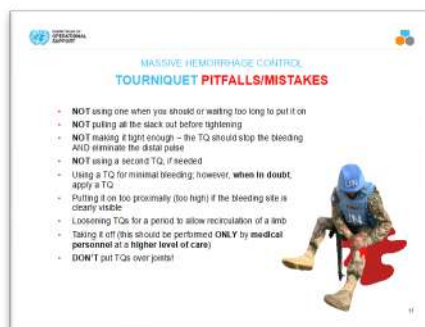 OPERATIONAL
SUPPORT
MASSIVE HEMORRHAGE CONTROL
TOURNIQUET PITFALLS/MISTAKES
• NOT using one when you should or waiting too long to put it on
• NOT pulling all the slack out before tightening
• NOT making it tight enough – the TQ should stop the bleeding
AND eliminate the distal pulse
• NOT using a second TQ, if needed
• Using a TQ for minimal bleeding; however, when in doubt,
apply a TQ
• Putting it on too proximally (too high) if the bleeding site is
clearly visible
• Loosening TQs for a period to allow recirculation of a limb
• Taking it off (this should be performed ONLY by medical
personnel at a higher level of care)
• DON'T put TQs over joints!
UN